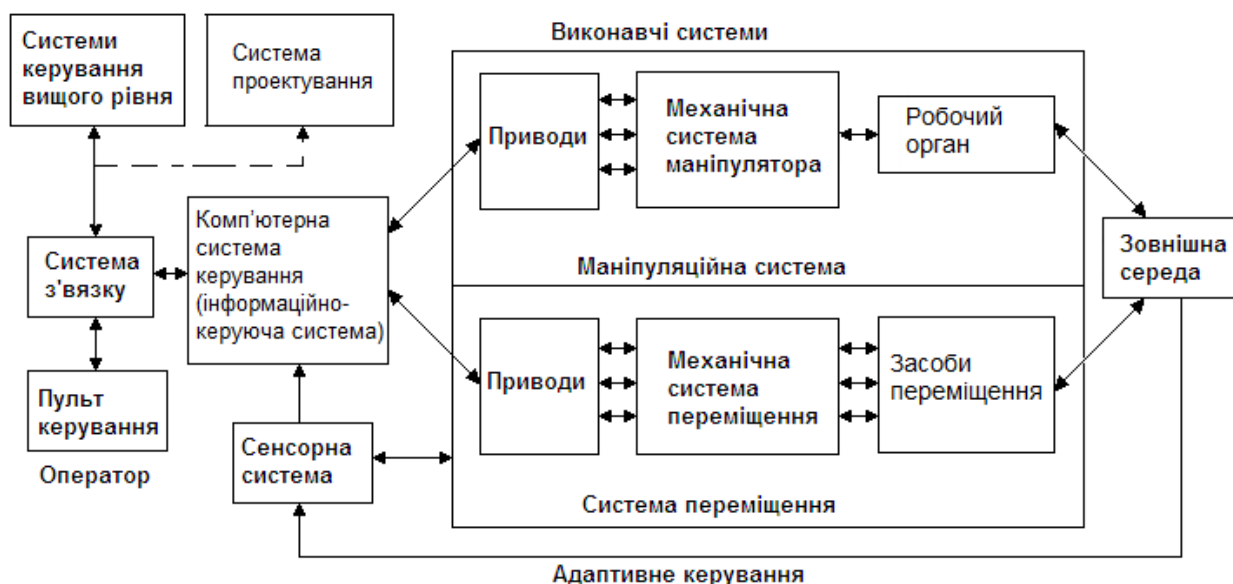 Системи
керування
вищого рівня
Система
проектування
Виконавчі системи
Приводи
Механічна
система
маніпулятора
Робочий
орган
Маніпуляційна система
Комп’ютерна
система
керування
(інформаційно-
керуюча система)
Система
з'вязку
Зовнішна
середа
Пульт
керування
Оператор
Сенсорна
система
Приводи
Механічна
система
переміщення
Засоби
переміщення
Система переміщення
Адаптивне керування